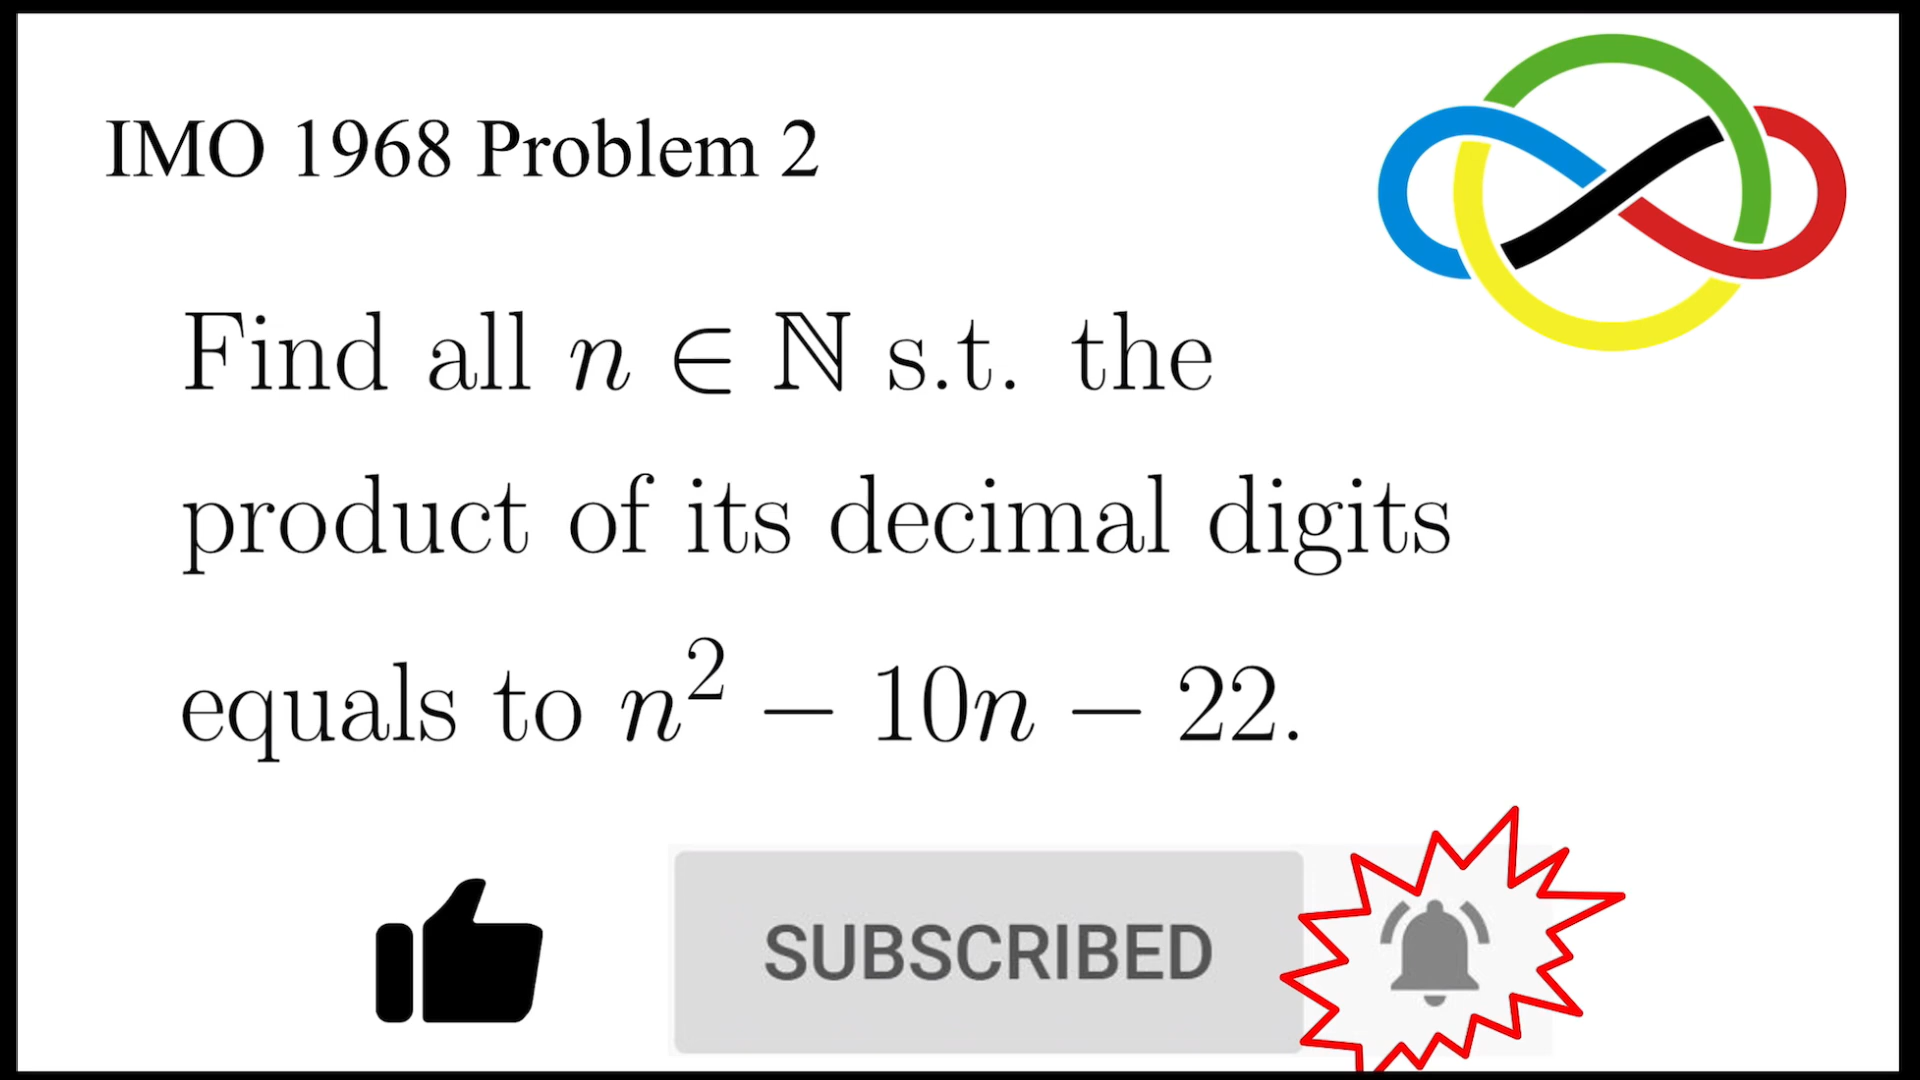 IMO 1968 Problem 2
Find all n ∈ ℕ s.t. the
product of its decimal digits
equals to n² − 10n − 22.
SUBSCRIBED